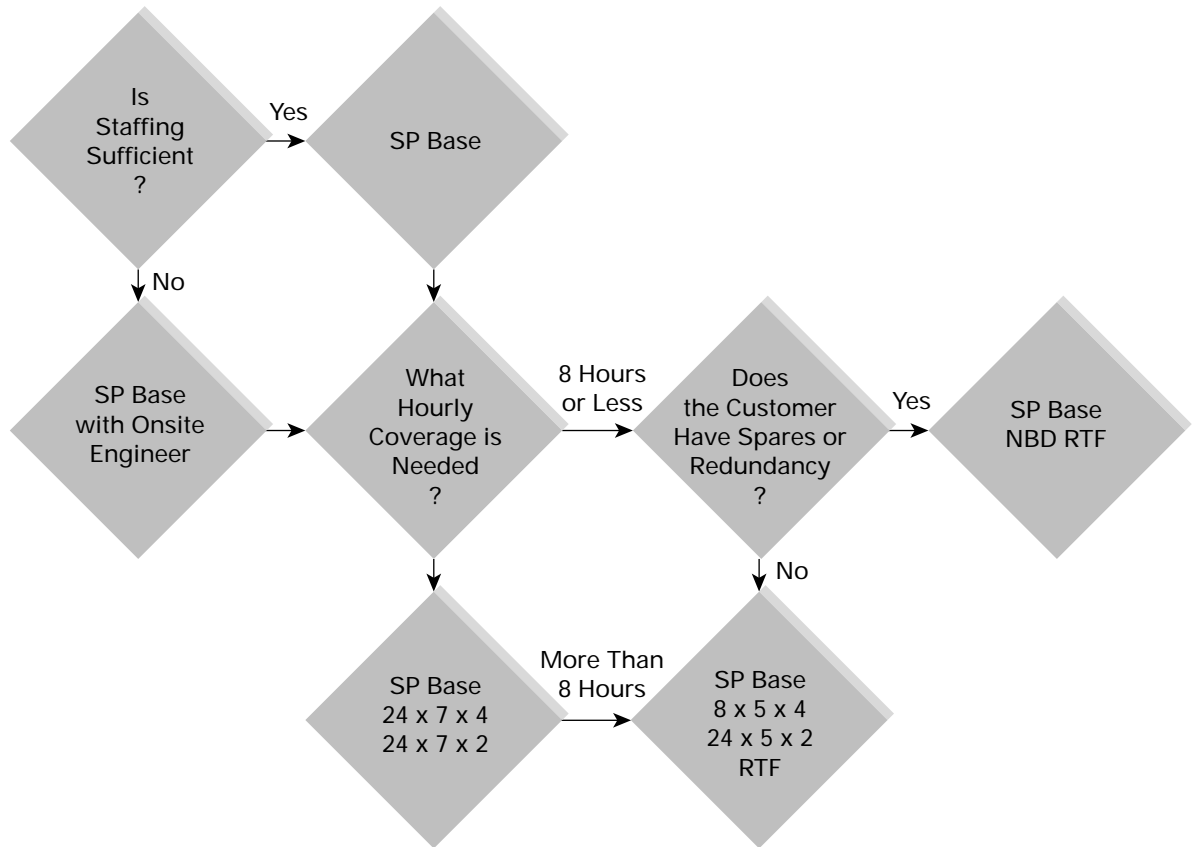 Is
Staffing
Sufficient
?
Yes
SP Base
No
SP Base
with Onsite
Engineer
What
Hourly
Coverage is
Needed
?
8 Hours
or Less
Does
the Customer
Have Spares or
Redundancy
?
Yes
SP Base
NBD RTF
No
SP Base
24 x 7 x 4
24 x 7 x 2
More Than
8 Hours
SP Base
8 x 5 x 4
24 x 5 x 2
RTF